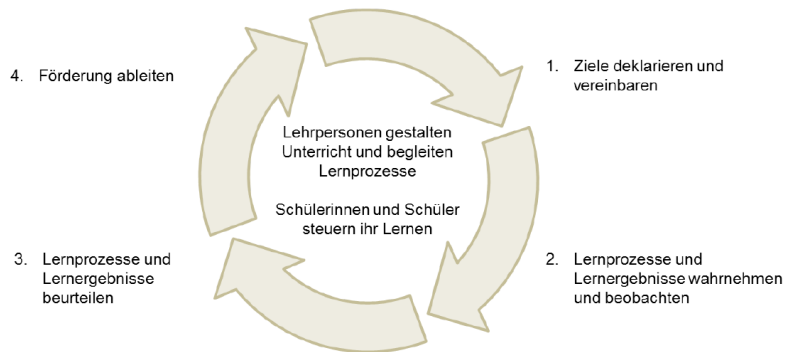 1. Ziele deklarieren und
vereinbaren
2. Lernprozesse und
Lernergebnisse wahrnehmen
und beobachten
3. Lernprozesse und
Lernergebnisse
beurteilen
4. Förderung ableiten
Lehrpersonen gestalten
Unterricht und begleiten
Lernprozesse
Schülerinnen und Schüler
steuern ihr Lernen